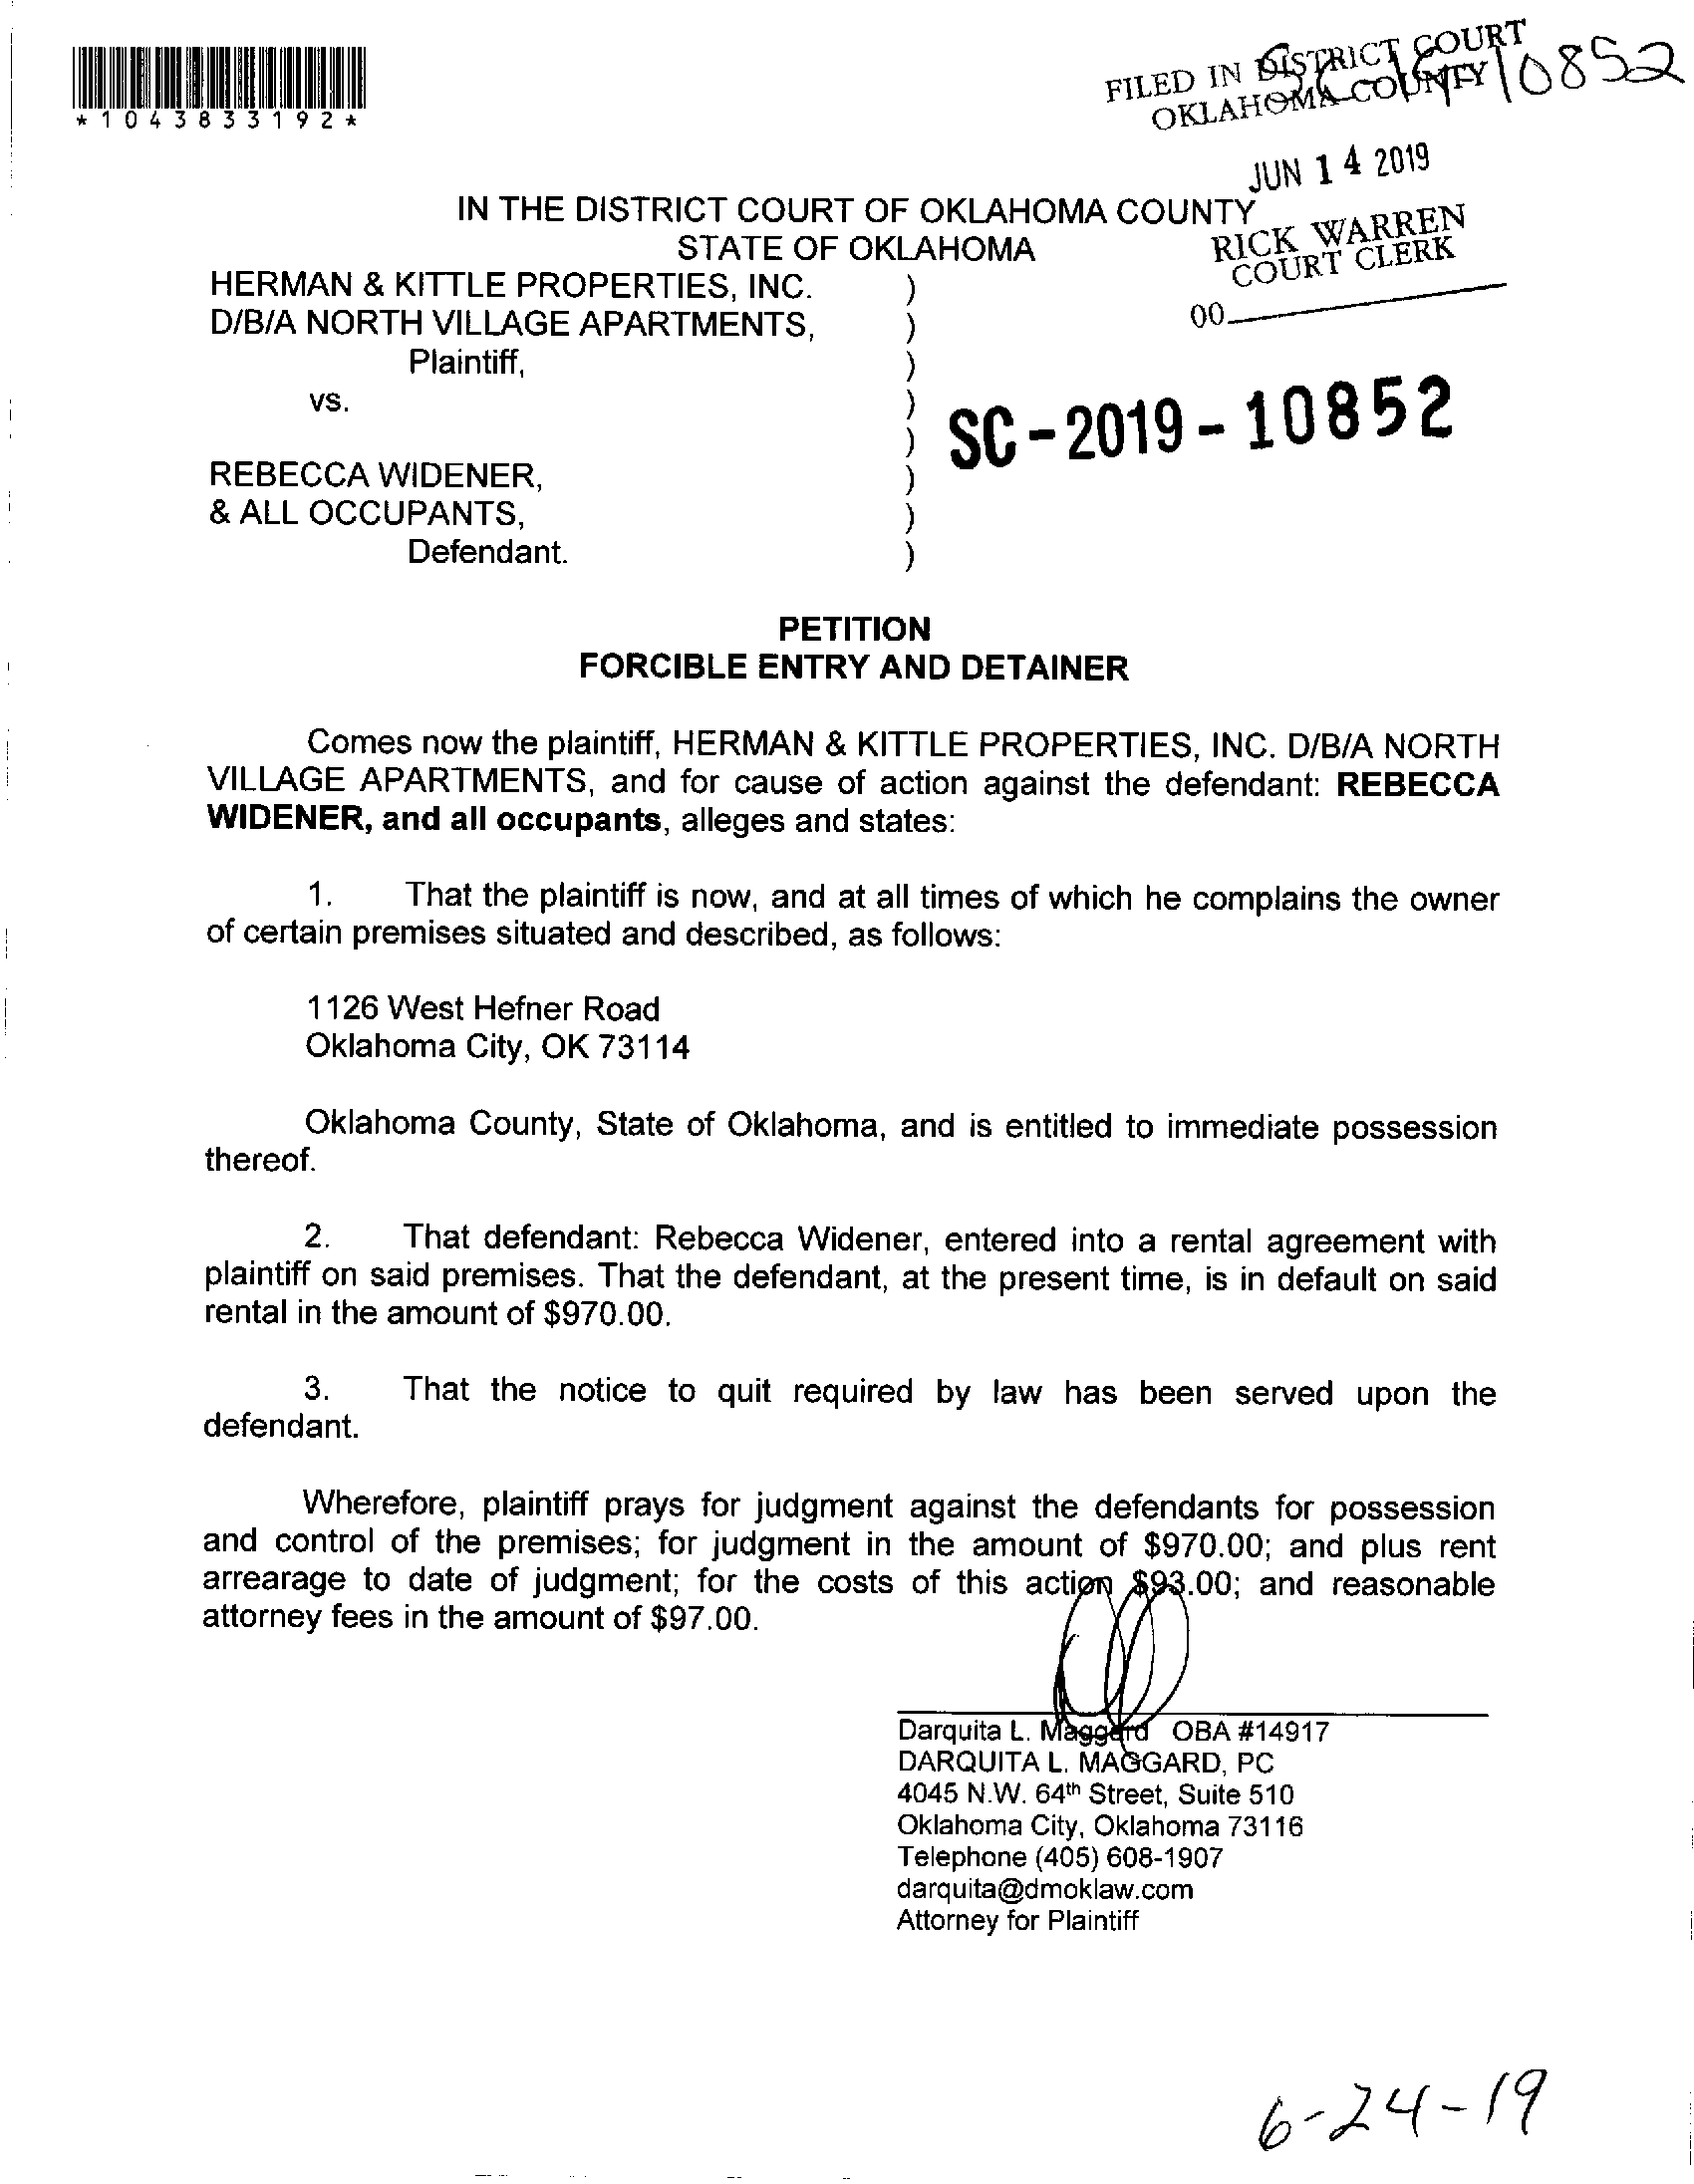 *1043833192*
FILED IN DISTRICT COURT
OKLAHOMA COUNTY
SC 19 10852
JUN 14 2019
RICK WARREN
COURT CLERK
00
IN THE DISTRICT COURT OF OKLAHOMA COUNTY
STATE OF OKLAHOMA
HERMAN & KITTLE PROPERTIES, INC. )
D/B/A NORTH VILLAGE APARTMENTS, )
Plaintiff, )
vs. )
) SC-2019-10852
REBECCA WIDENER, )
& ALL OCCUPANTS, )
Defendant. )
PETITION
FORCIBLE ENTRY AND DETAINER
Comes now the plaintiff, HERMAN & KITTLE PROPERTIES, INC. D/B/A NORTH
VILLAGE APARTMENTS, and for cause of action against the defendant: REBECCA
WIDENER, and all occupants, alleges and states:
1. That the plaintiff is now, and at all times of which he complains the owner
of certain premises situated and described, as follows:
1126 West Hefner Road
Oklahoma City, OK 73114
Oklahoma County, State of Oklahoma, and is entitled to immediate possession
thereof.
2. That defendant: Rebecca Widener, entered into a rental agreement with
plaintiff on said premises. That the defendant, at the present time, is in default on said
rental in the amount of $970.00.
3. That the notice to quit required by law has been served upon the
defendant.
Wherefore, plaintiff prays for judgment against the defendants for possession
and control of the premises; for judgment in the amount of $970.00; and plus rent
arrearage to date of judgment; for the costs of this action $93.00; and reasonable
attorney fees in the amount of $97.00.
Darquita L. Maggard OBA #14917
DARQUITA L. MAGGARD, PC
4045 N.W. 64th Street, Suite 510
Oklahoma City, Oklahoma 73116
Telephone (405) 608-1907
darquita@dmoklaw.com
Attorney for Plaintiff
6-24-19